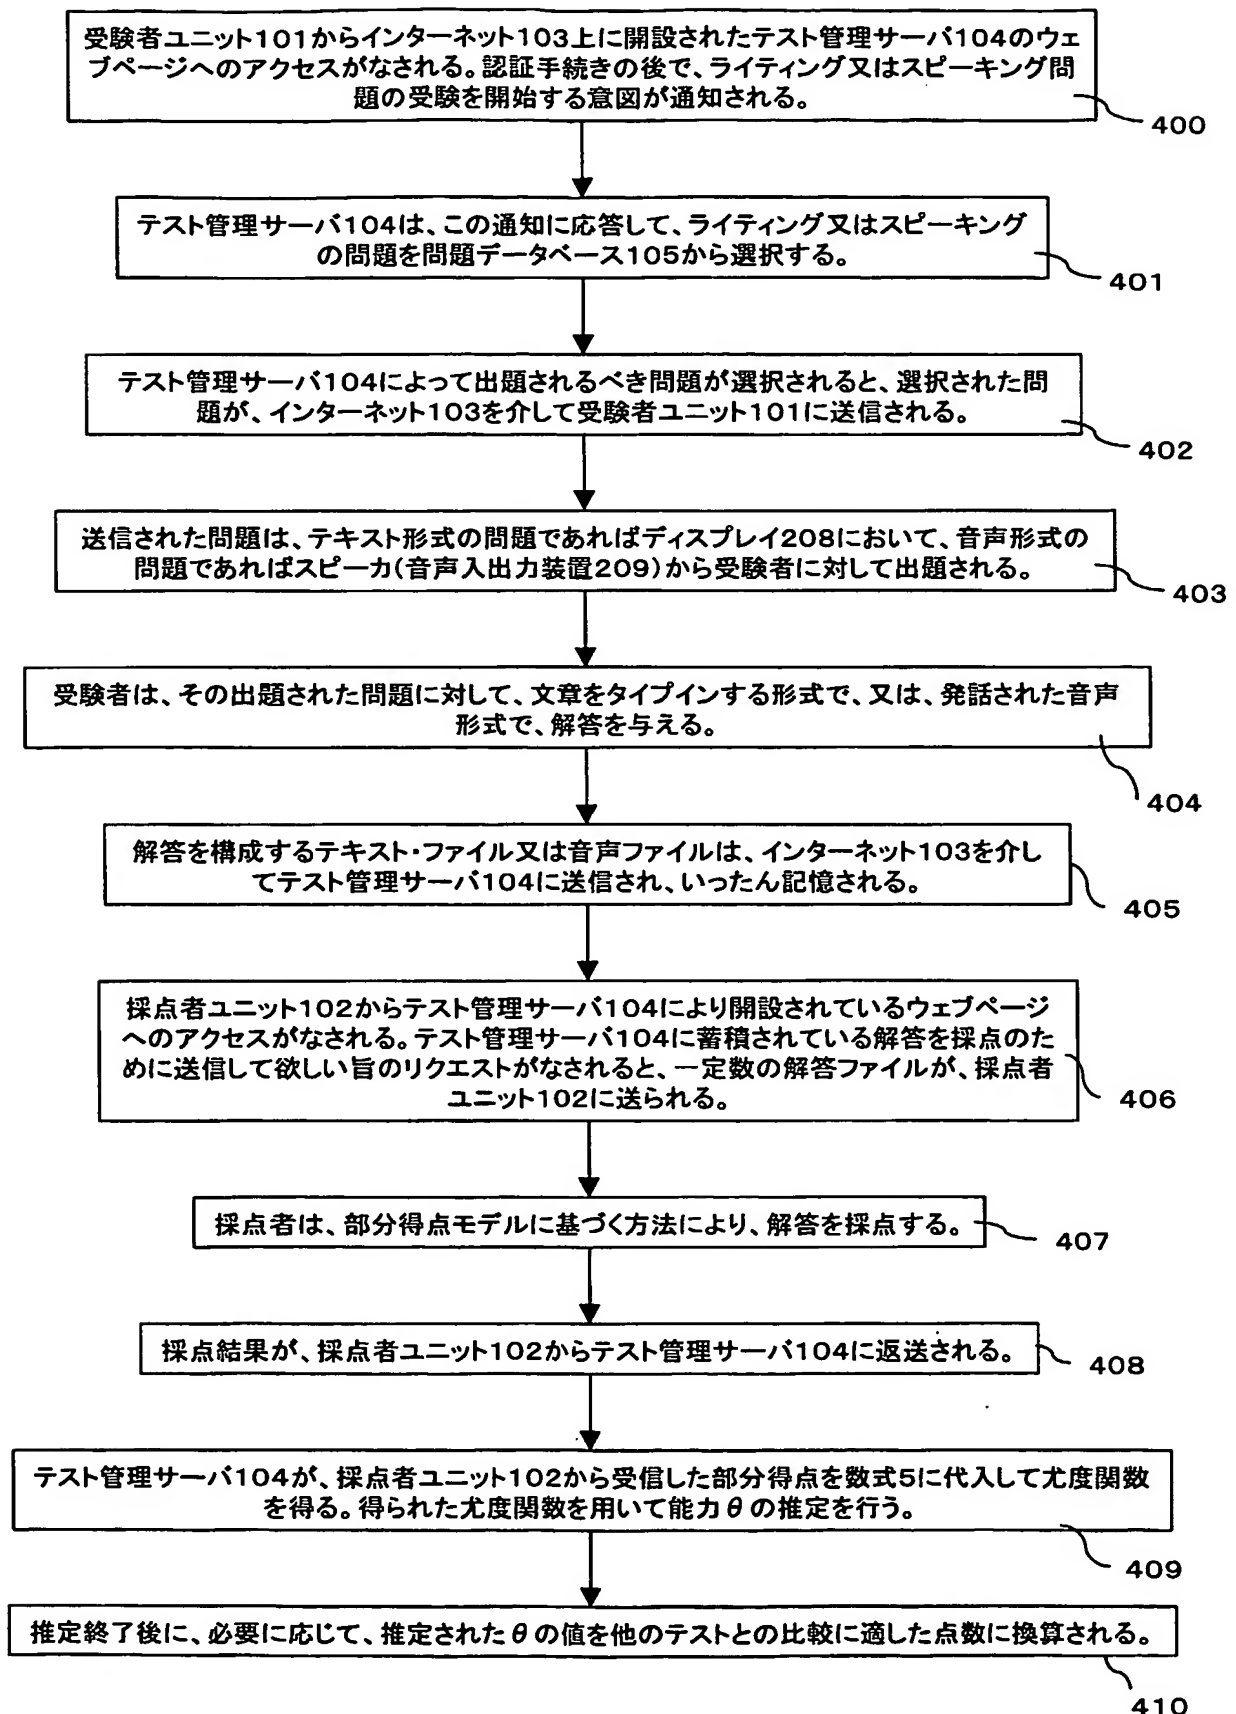 受験者ユニット101からインターネット103上に開設されたテスト管理サーバ104のウェ
ブページへのアクセスがなされる。認証手続きの後で、ライティング又はスピーキング問
題の受験を開始する意図が通知される。
400
テスト管理サーバ104は、この通知に応答して、ライティング又はスピーキング
の問題を問題データベース105から選択する。
401
テスト管理サーバ104によって出題されるべき問題が選択されると、選択された問
題が、インターネット103を介して受験者ユニット101に送信される。
402
送信された問題は、テキスト形式の問題であればディスプレイ208において、音声形式の
問題であればスピーカ(音声入出力装置209)から受験者に対して出題される。
403
受験者は、その出題された問題に対して、文章をタイプインする形式で、又は、発話された音声
形式で、解答を与える。
404
解答を構成するテキスト・ファイル又は音声ファイルは、インターネット103を介し
てテスト管理サーバ104に送信され、いったん記憶される。
405
採点者ユニット102からテスト管理サーバ104により開設されているウェブページ
へのアクセスがなされる。テスト管理サーバ104に蓄積されている解答を採点のた
めに送信して欲しい旨のリクエストがなされると、一定数の解答ファイルが、採点者
ユニット102に送られる。
406
採点者は、部分得点モデルに基づく方法により、解答を採点する。
407
採点結果が、採点者ユニット102からテスト管理サーバ104に返送される。
408
テスト管理サーバ104が、採点者ユニット102から受信した部分得点を数式5に代入して尤度関数
を得る。得られた尤度関数を用いて能力θの推定を行う。
409
推定終了後に、必要に応じて、推定されたθの値を他のテストとの比較に適した点数に換算される。
410